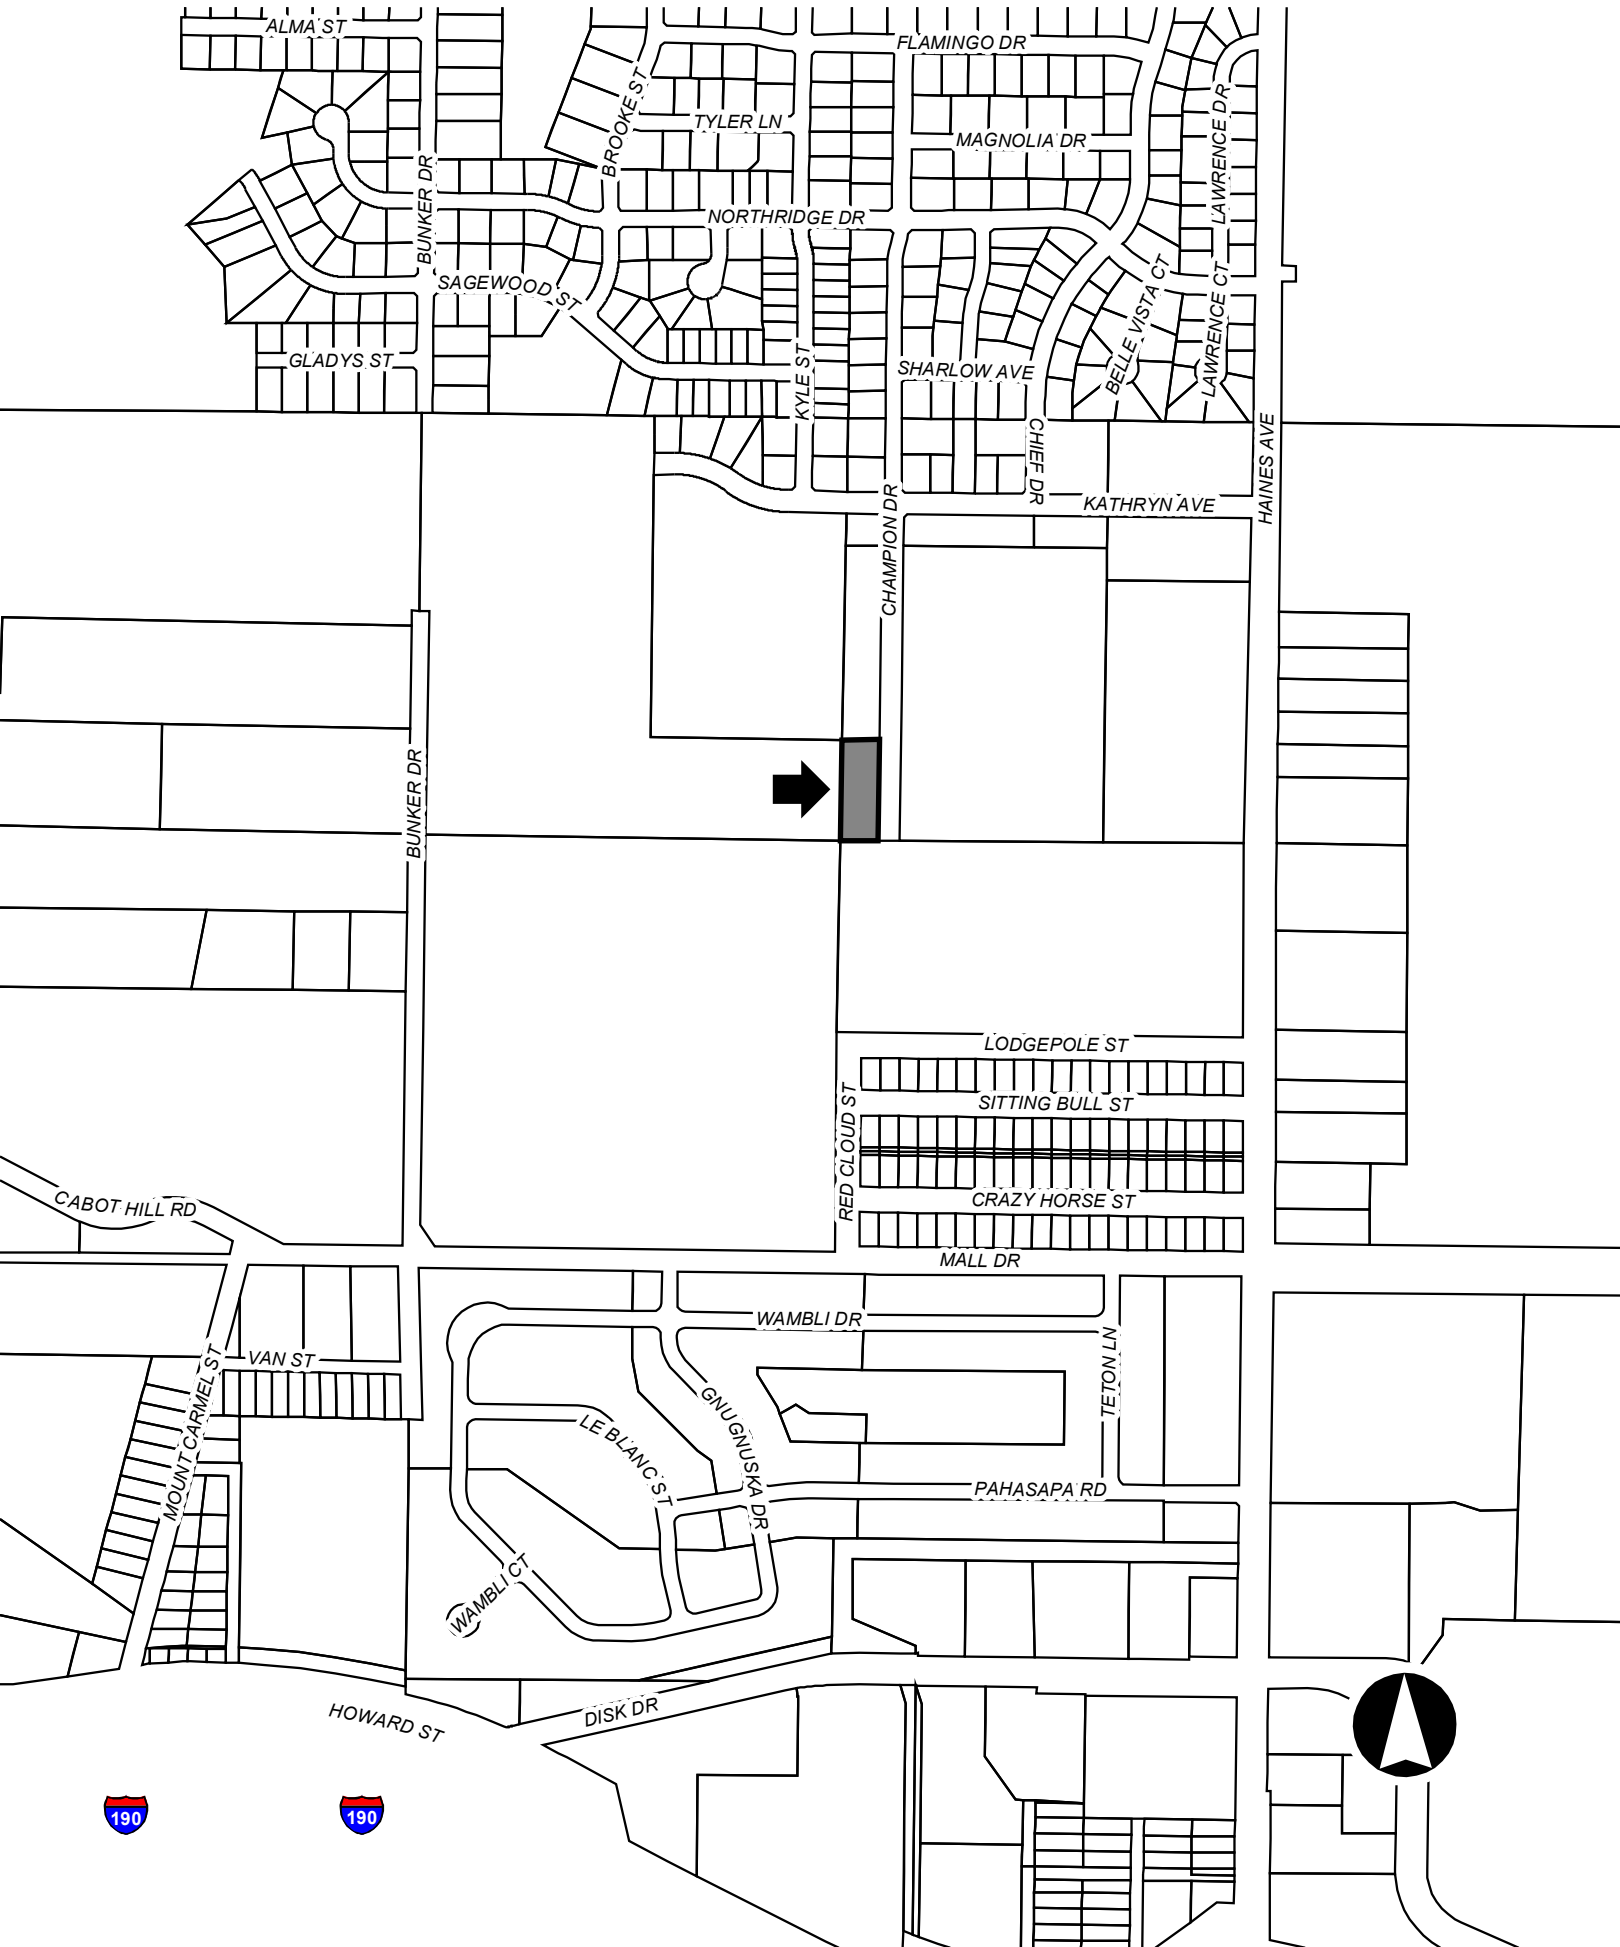 ALMA ST
FLAMINGO DR
BROOKE ST
TYLER LN
MAGNOLIA DR
LAWRENCE DR
BUNKER DR
NORTHRIDGE DR
SAGEWOOD ST
BELLE VISTA CT
LAWRENCE CT
GLADYS ST
KYLE ST
SHARLOW AVE
CHIEF DR
HAINES AVE
KATHRYN AVE
CHAMPION DR
BUNKER DR
LODGEPOLE ST
SITTING BULL ST
RED CLOUD ST
CRAZY HORSE ST
CABOT HILL RD
MALL DR
WAMBLI DR
VAN ST
TETON LN
MOUNT CARMEL ST
GNUGNUSKA DR
LE BLANC ST
PAHASAPA RD
WAMBLI CT
HOWARD ST
DISK DR
190
190